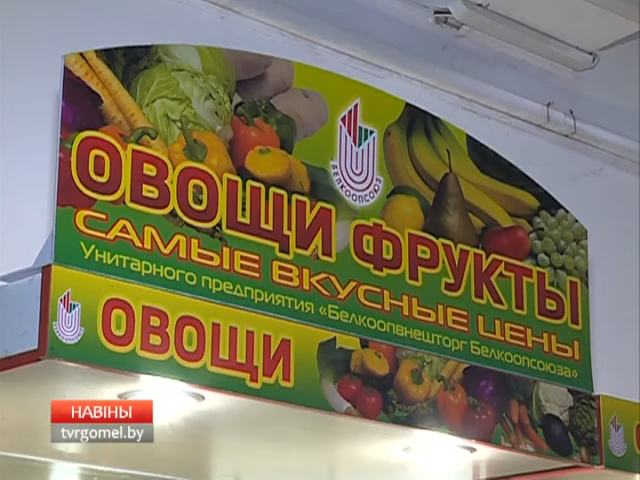 БЕЛКООПСОЮЗ
ОВОЩИ ФРУКТЫ
САМЫЕ ВКУСНЫЕ ЦЕНЫ
Унитарного предприятия «Белкоопвнешторг Белкоопсоюза»
ОВОЩИ
НАВІНЫ
tvrgomel.by